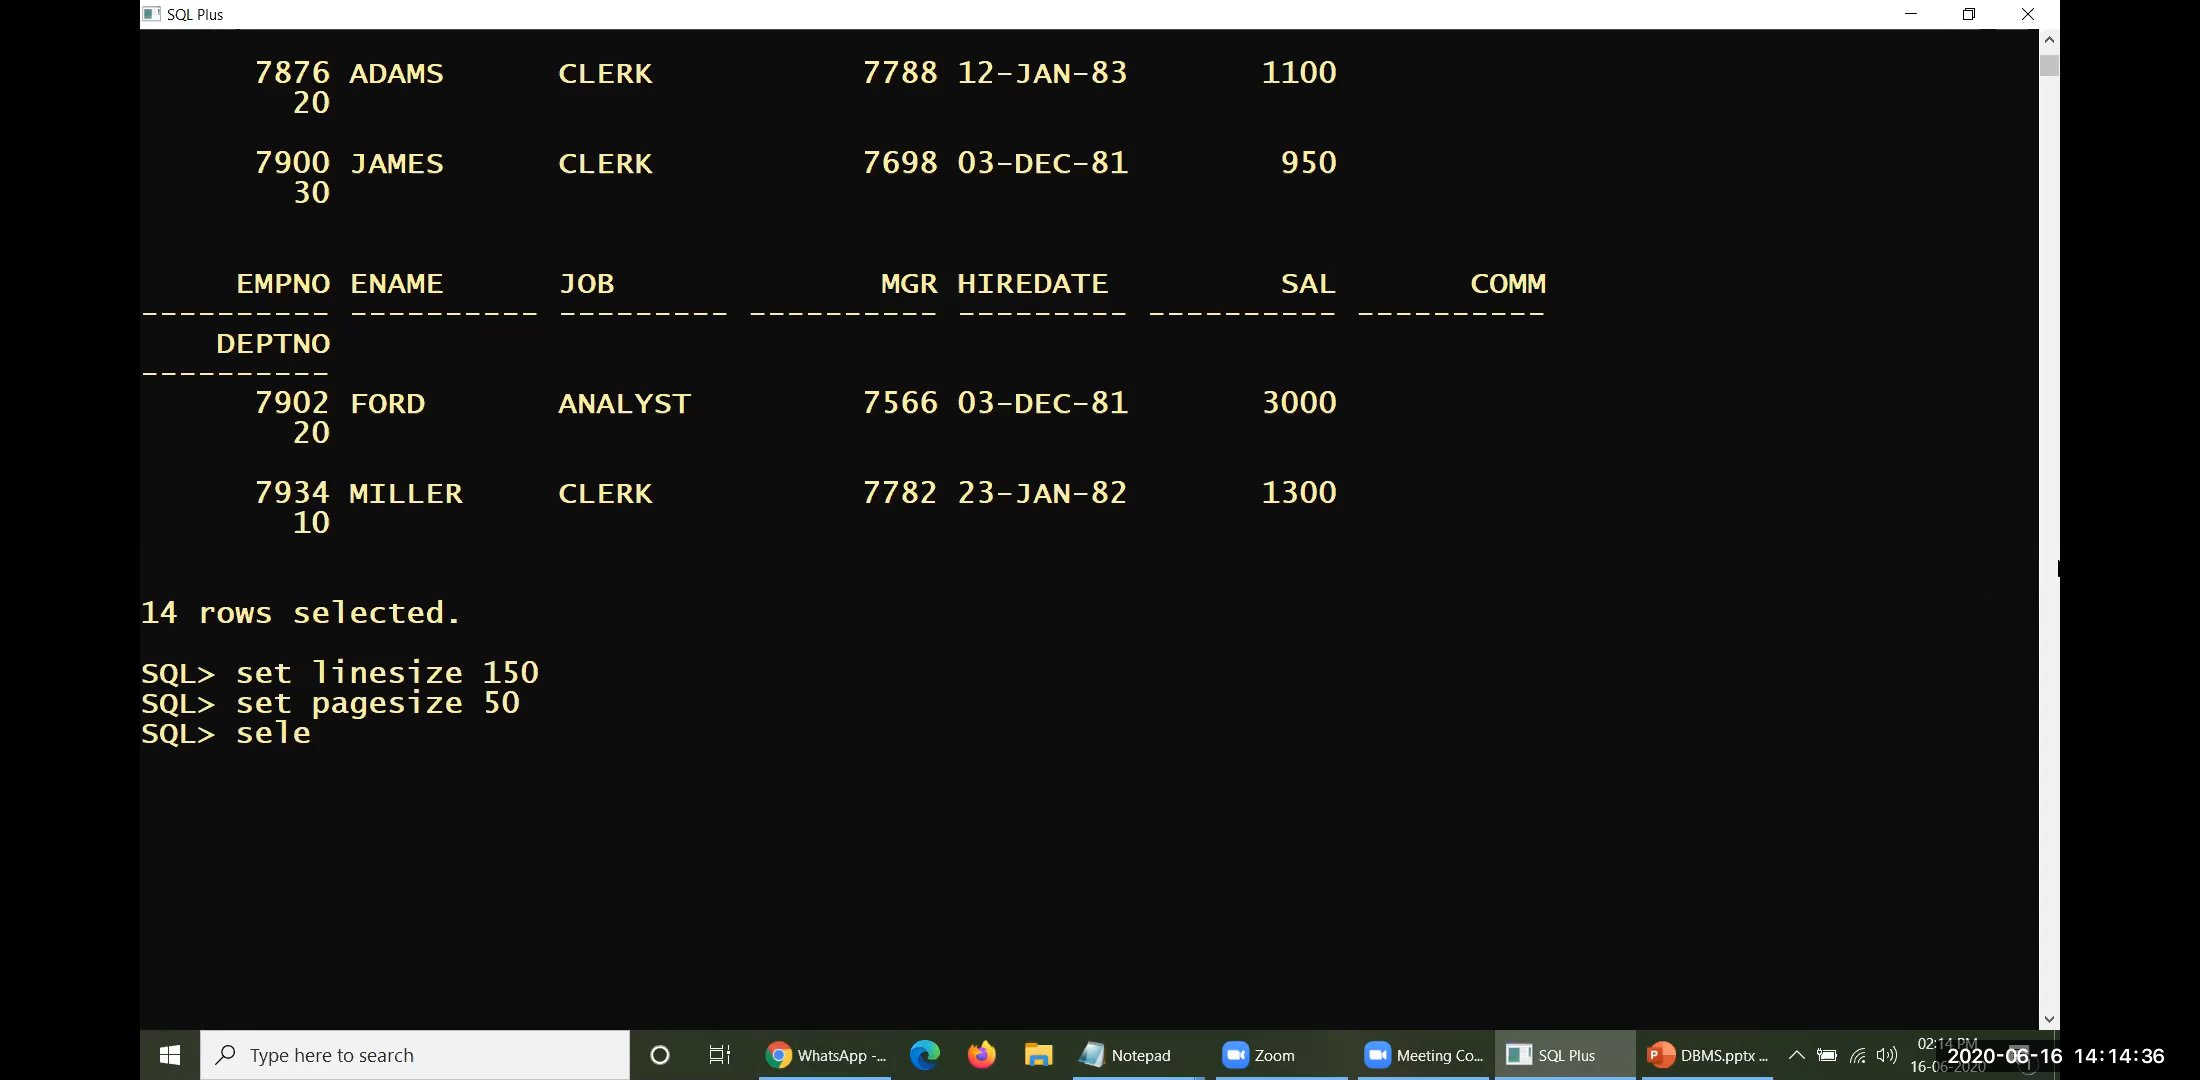 SQL Plus
7876 ADAMS CLERK 7788 12-JAN-83 1100
20
7900 JAMES CLERK 7698 03-DEC-81 950
30
EMPNO ENAME JOB MGR HIREDATE SAL COMM
---------- ---------- --------- ---------- --------- ---------- ----------
DEPTNO
----------
7902 FORD ANALYST 7566 03-DEC-81 3000
20
7934 MILLER CLERK 7782 23-JAN-82 1300
10
14 rows selected.
SQL> set linesize 150
SQL> set pagesize 50
SQL> sele
Type here to search WhatsApp -... Notepad Zoom Meeting Co... SQL Plus DBMS.pptx ... 02:14 PM
16-06-2020 2020-06-16 14:14:36